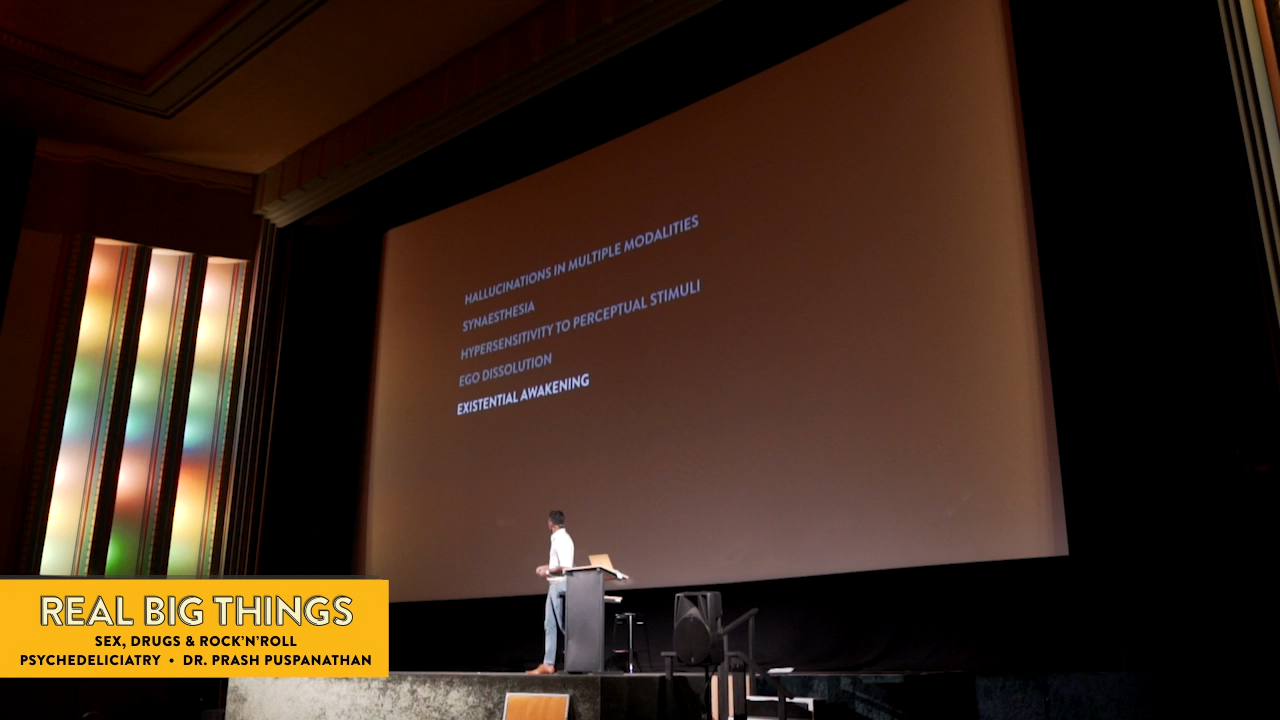 HALLUCINATIONS IN MULTIPLE MODALITIES
SYNAESTHESIA
HYPERSENSITIVITY TO PERCEPTUAL STIMULI
EGO DISSOLUTION
EXISTENTIAL AWAKENING
REAL BIG THINGS
SEX, DRUGS & ROCK'N'ROLL
PSYCHEDELICIATRY • DR. PRASH PUSPANATHAN